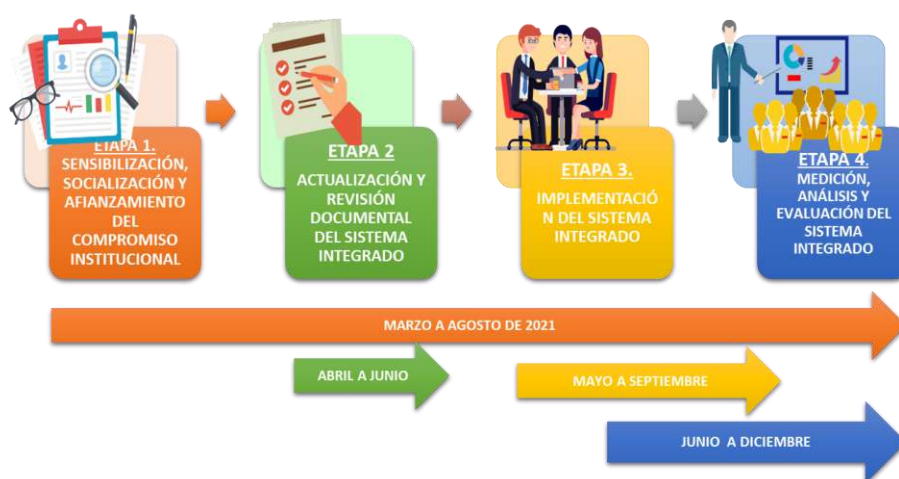 ETAPA 1.
SENSIBILIZACIÓN,
SOCIALIZACIÓN Y
AFIANZAMIENTO
DEL
COMPROMISO
INSTITUCIONAL
ETAPA 2
ACTUALIZACIÓN Y
REVISIÓN
DOCUMENTAL
DEL SISTEMA
INTEGRADO
ETAPA 3.
IMPLEMENTACIÓ
N DEL SISTEMA
INTEGRADO
ETAPA 4.
MEDICIÓN,
ANÁLISIS Y
EVALUACIÓN DEL
SISTEMA
INTEGRADO
MARZO A AGOSTO DE 2021
ABRIL A JUNIO
MAYO A SEPTIEMBRE
JUNIO A DICIEMBRE